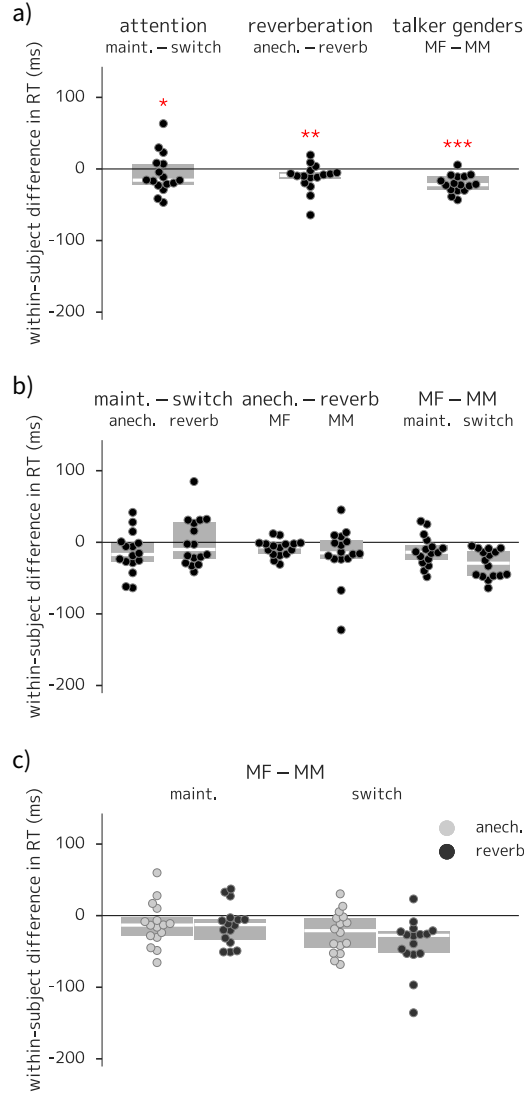 a)
attention reverberation talker genders
maint. – switch anech. – reverb MF – MM
within-subject difference in RT (ms)
100
0
-100
-200
*
**
***
b)
maint. – switch anech. – reverb MF – MM
anech. reverb MF MM maint. switch
within-subject difference in RT (ms)
100
0
-100
-200
c)
MF – MM
maint. switch
within-subject difference in RT (ms)
100
0
-100
-200
anech.
reverb